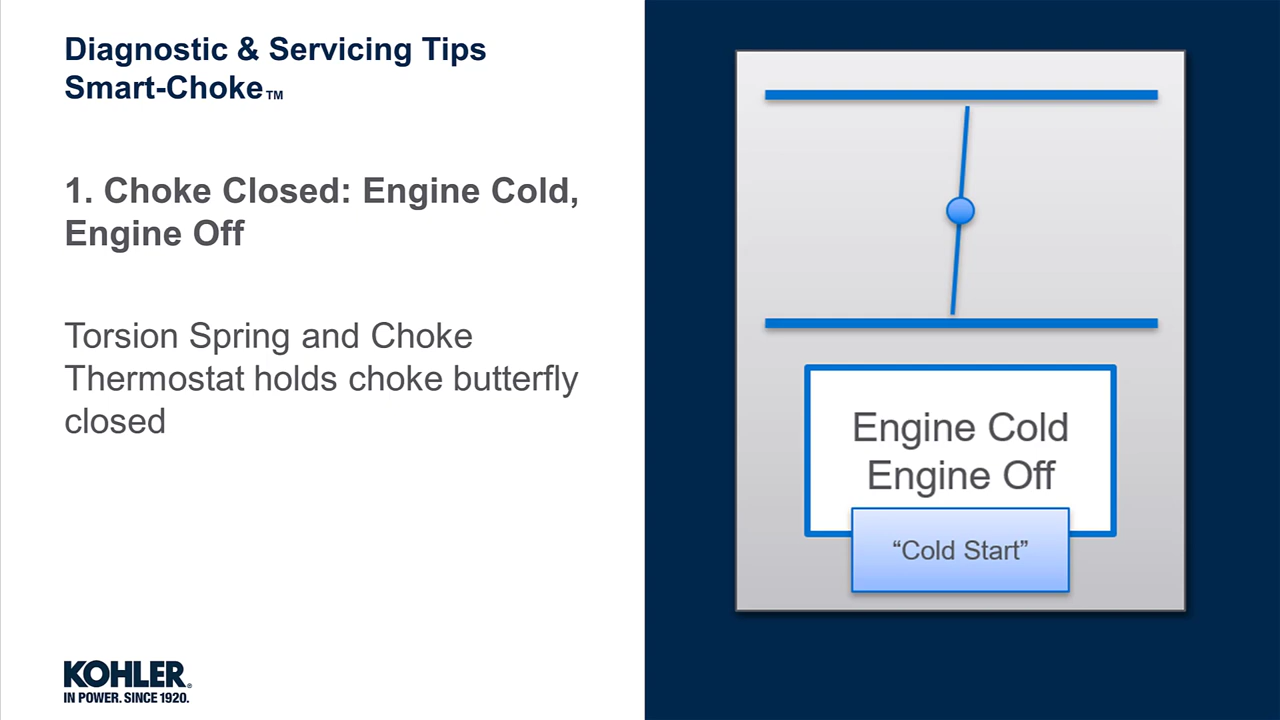 Diagnostic & Servicing Tips
Smart-Choke™
1. Choke Closed: Engine Cold,
Engine Off
Torsion Spring and Choke
Thermostat holds choke butterfly
closed
Engine Cold
Engine Off
“Cold Start”
KOHLER®
IN POWER. SINCE 1920.